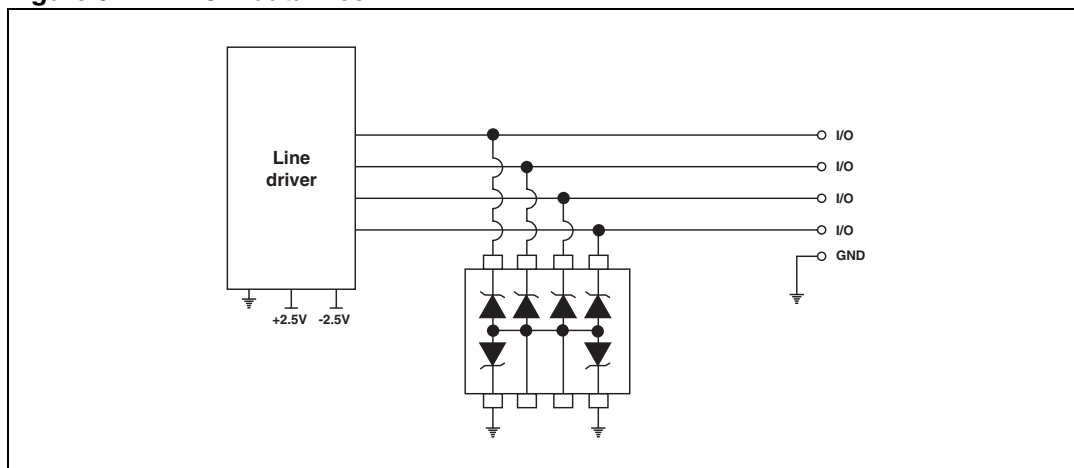 Line
driver
I/O
I/O
I/O
I/O
GND
+2.5V -2.5V